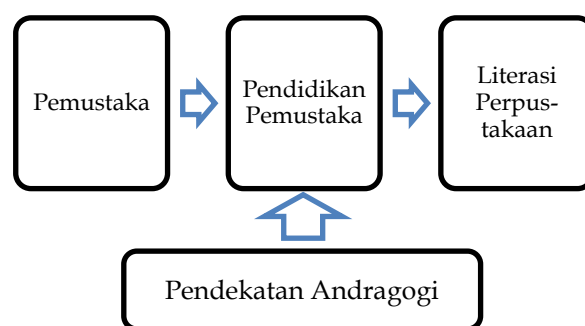 Pemustaka
Pendidikan
Pemustaka
Literasi
Perpus-
takaan
Pendekatan Andragogi